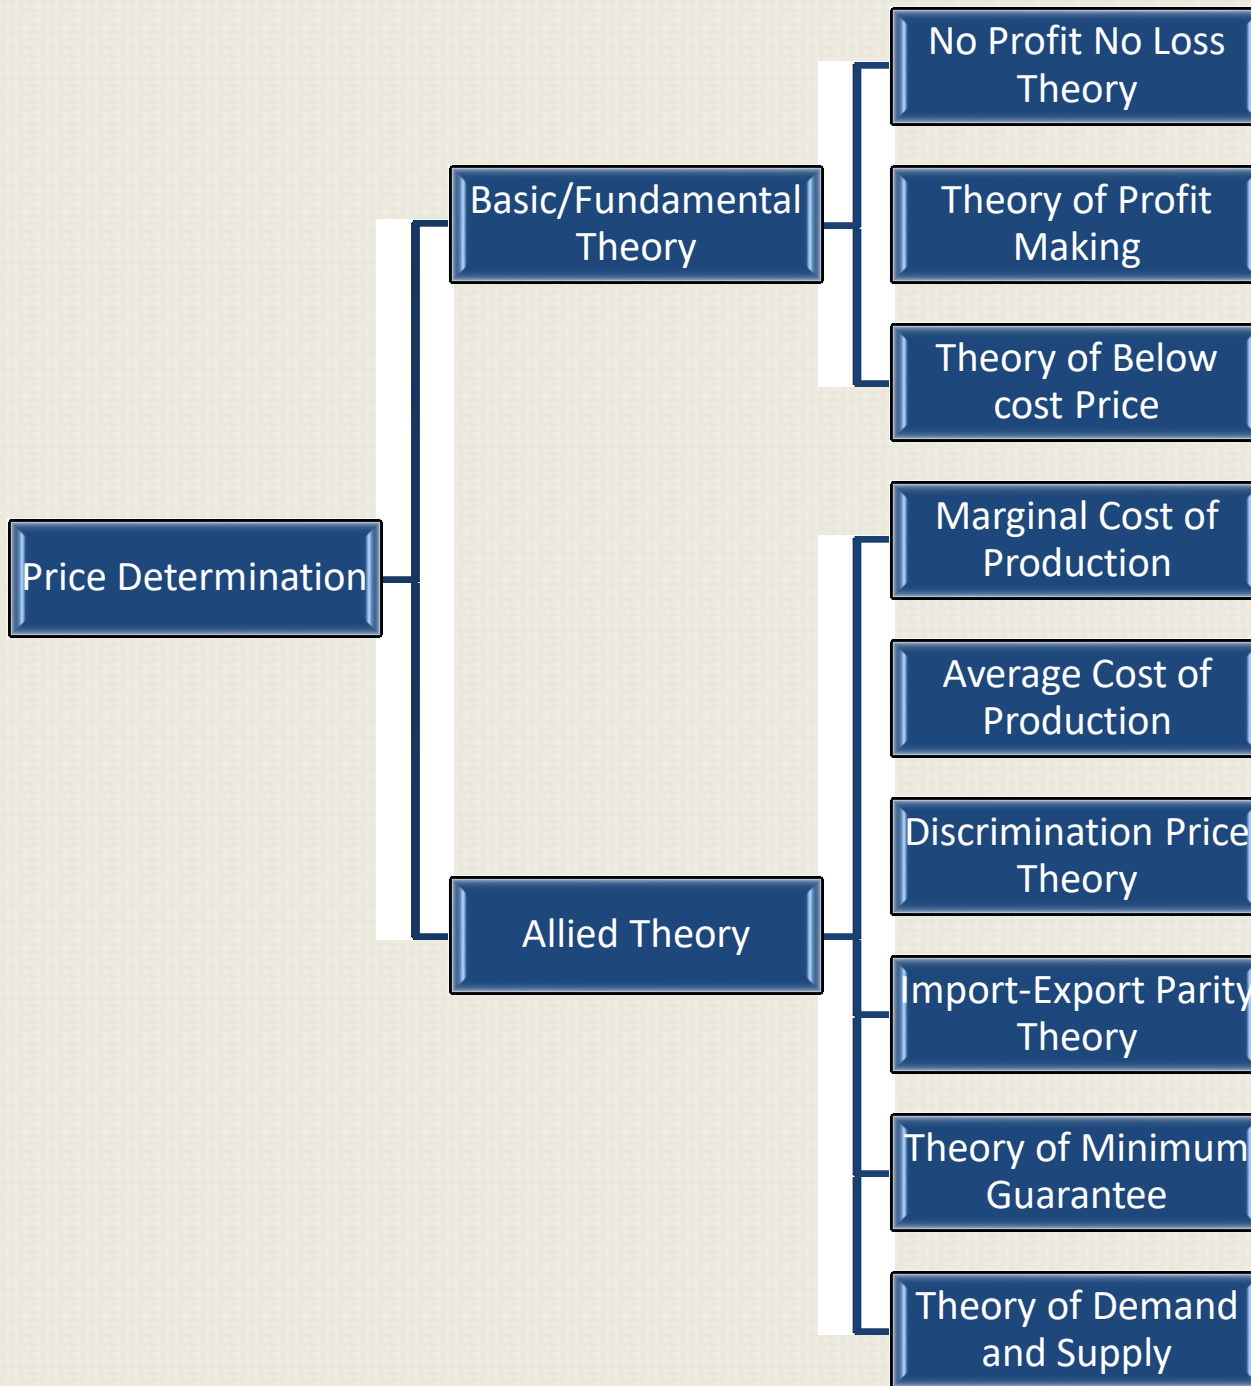 No Profit No Loss
Theory
Basic/Fundamental
Theory
Theory of Profit
Making
Theory of Below
cost Price
Price Determination
Marginal Cost of
Production
Average Cost of
Production
Discrimination Price
Theory
Allied Theory
Import-Export Parity
Theory
Theory of Minimum
Guarantee
Theory of Demand
and Supply